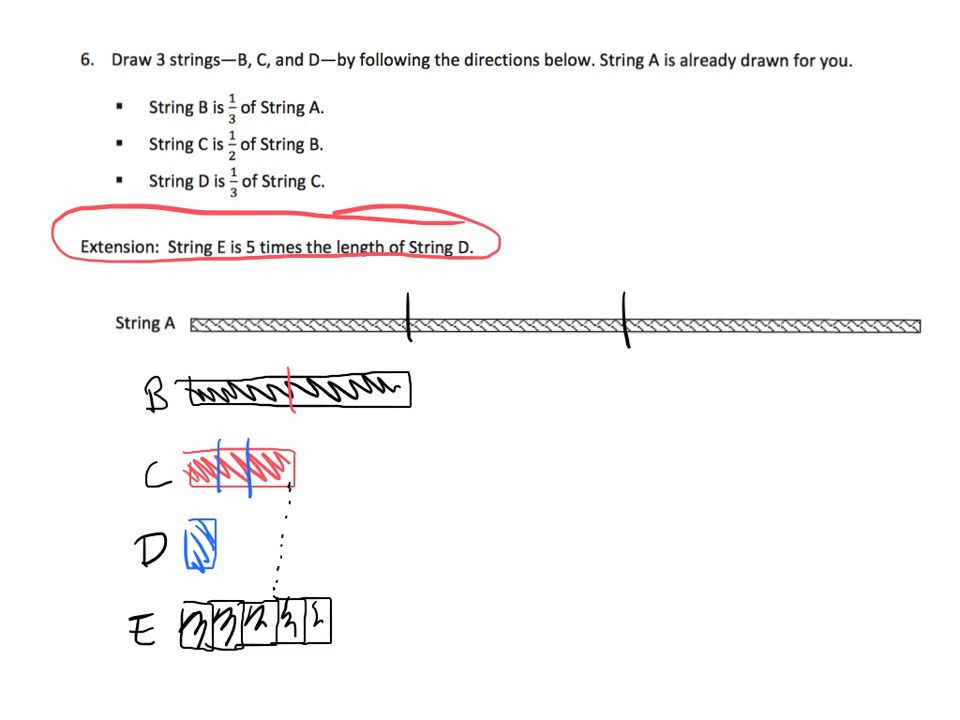 6. Draw 3 strings—B, C, and D—by following the directions below. String A is already drawn for you.
▪ String B is 1/3 of String A.
▪ String C is 1/2 of String B.
▪ String D is 1/3 of String C.
Extension: String E is 5 times the length of String D.
String A
B
C
D
E